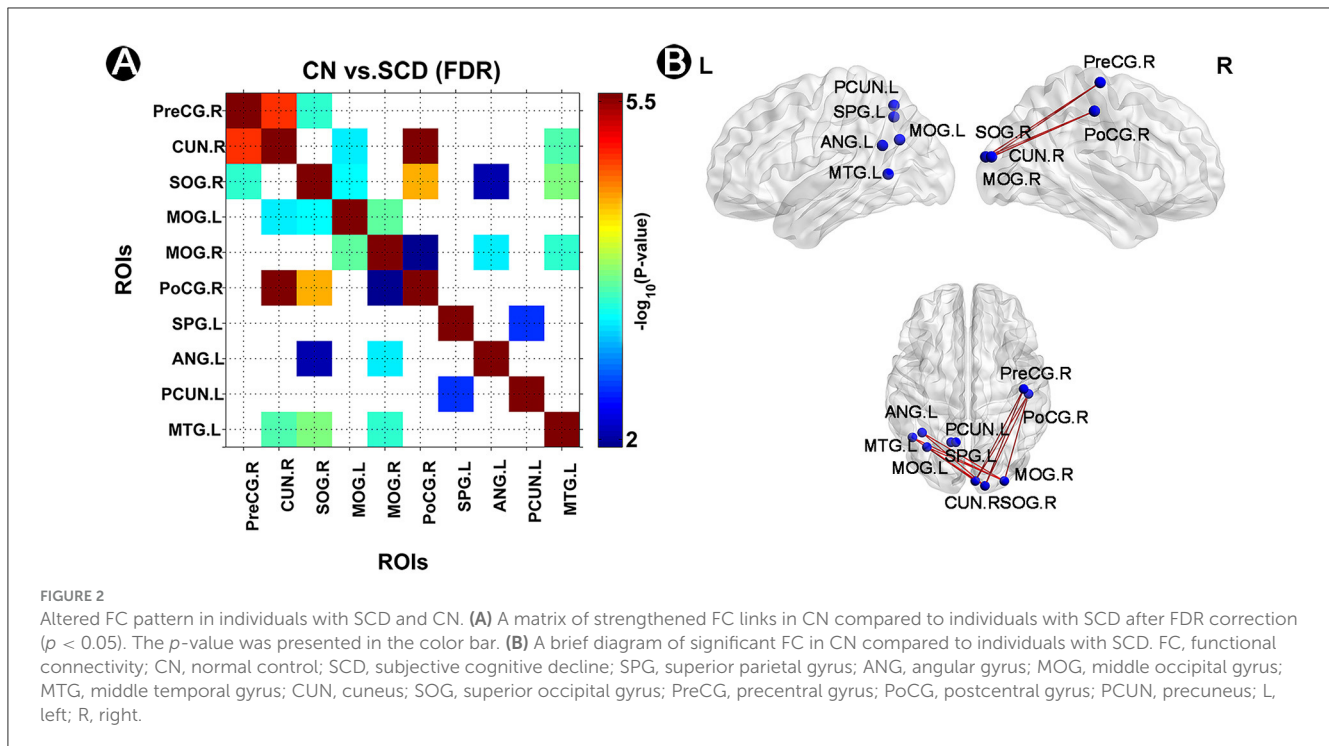 A
CN vs.SCD (FDR)
PreCG.R
CUN.R
SOG.R
MOG.L
MOG.R
PoCG.R
SPG.L
ANG.L
PCUN.L
MTG.L
ROIs
PreCG.R
CUN.R
SOG.R
MOG.L
MOG.R
PoCG.R
SPG.L
ANG.L
PCUN.L
MTG.L
ROIs
5.5
-log10(P-value)
2
B
L
R
PCUN.L
SPG.L
MOG.L
ANG.L
MTG.L
PreCG.R
SOG.R
PoCG.R
CUN.R
MOG.R
PreCG.R
PoCG.R
ANG.L
PCUN.L
MTG.L
SPG.L
MOG.L
MOG.R
CUN.RSOG.R
FIGURE 2
Altered FC pattern in individuals with SCD and CN. (A) A matrix of strengthened FC links in CN compared to individuals with SCD after FDR correction
(p < 0.05). The p-value was presented in the color bar. (B) A brief diagram of significant FC in CN compared to individuals with SCD. FC, functional
connectivity; CN, normal control; SCD, subjective cognitive decline; SPG, superior parietal gyrus; ANG, angular gyrus; MOG, middle occipital gyrus;
MTG, middle temporal gyrus; CUN, cuneus; SOG, superior occipital gyrus; PreCG, precentral gyrus; PoCG, postcentral gyrus; PCUN, precuneus; L,
left; R, right.